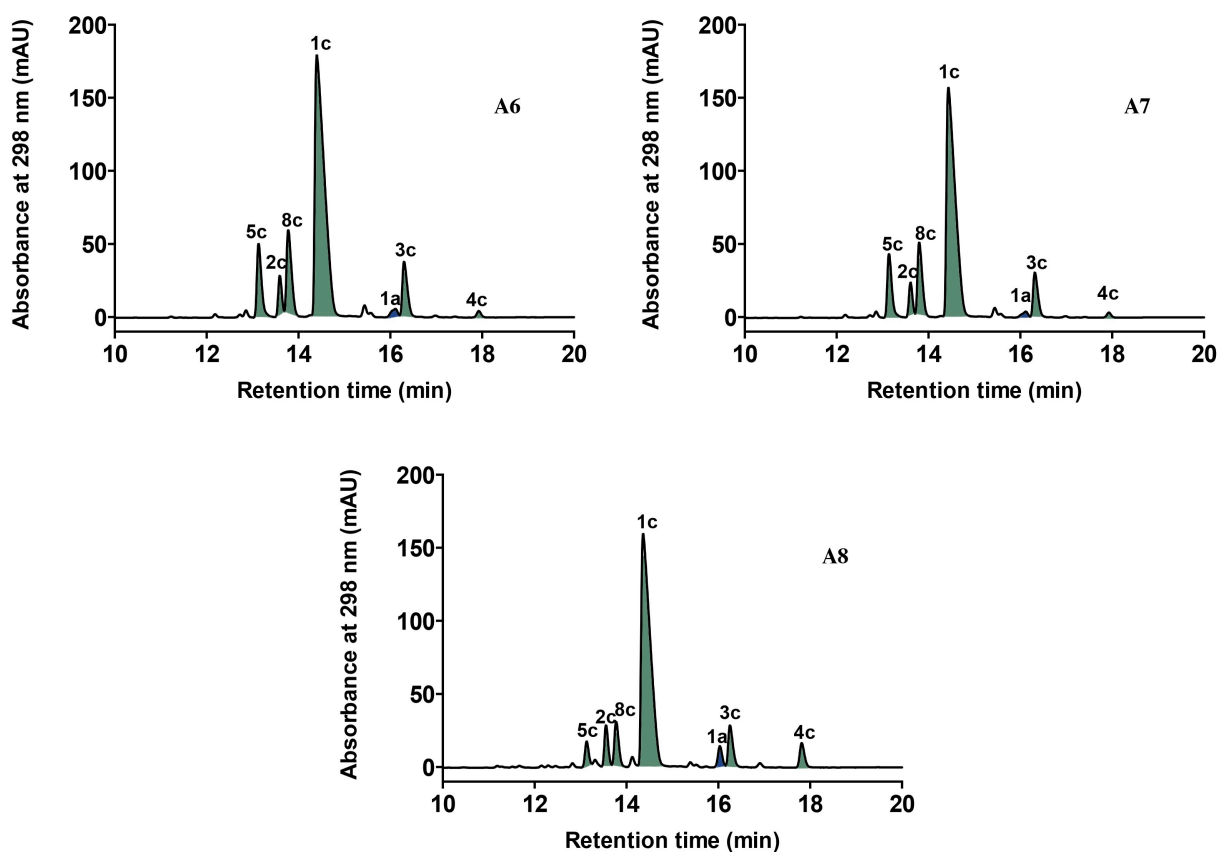 Absorbance at 298 nm (mAU)
200
150
100
50
0
1c
5c
2c
8c
1a
3c
4c
A6
10 12 14 16 18 20
Retention time (min)
Absorbance at 298 nm (mAU)
200
150
100
50
0
1c
5c
2c
8c
1a
3c
4c
A7
10 12 14 16 18 20
Retention time (min)
Absorbance at 298 nm (mAU)
200
150
100
50
0
1c
5c
2c
8c
1a
3c
4c
A8
10 12 14 16 18 20
Retention time (min)